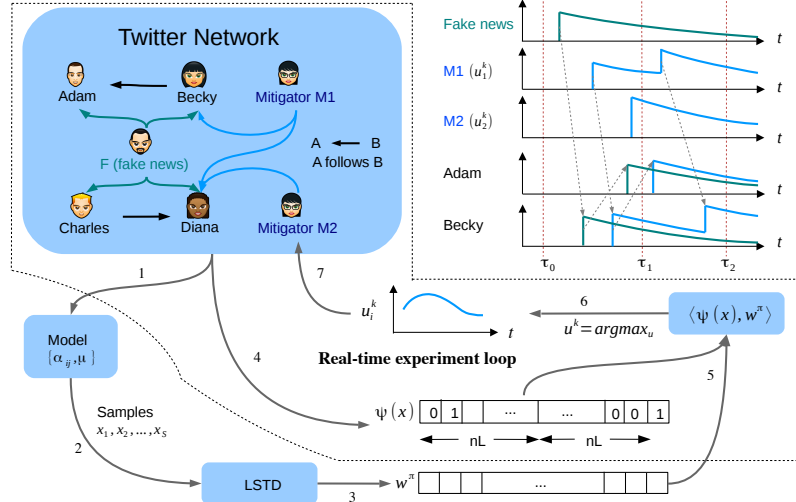 Twitter Network
Adam
Becky
Mitigator M1
A B
A follows B
F (fake news)
Charles
Diana
Mitigator M2
Fake news
t
M1 (u₁ᵏ)
t
M2 (u₂ᵏ)
t
Adam
t
Becky
t
τ₀ τ₁ τ₂
1
7
Model
{α_ij, μ}
4
u_i^k
t
6
u^k = argmax_u
⟨ψ(x), w^π⟩
Real-time experiment loop
5
Samples
x₁, x₂, ..., x_S
2
ψ(x)
0 1 ... ... 0 0 1
nL nL
LSTD
3
w^π
...